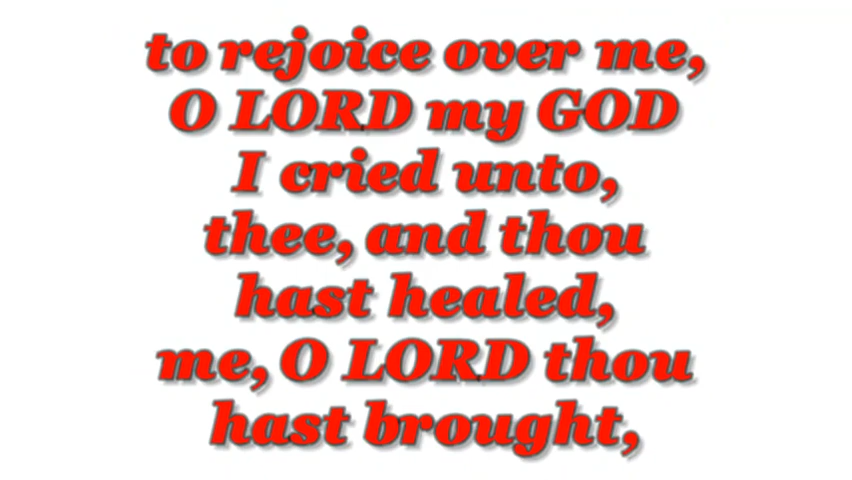 to rejoice over me,
O LORD my GOD
I cried unto,
thee, and thou
hast healed,
me, O LORD thou
hast brought,